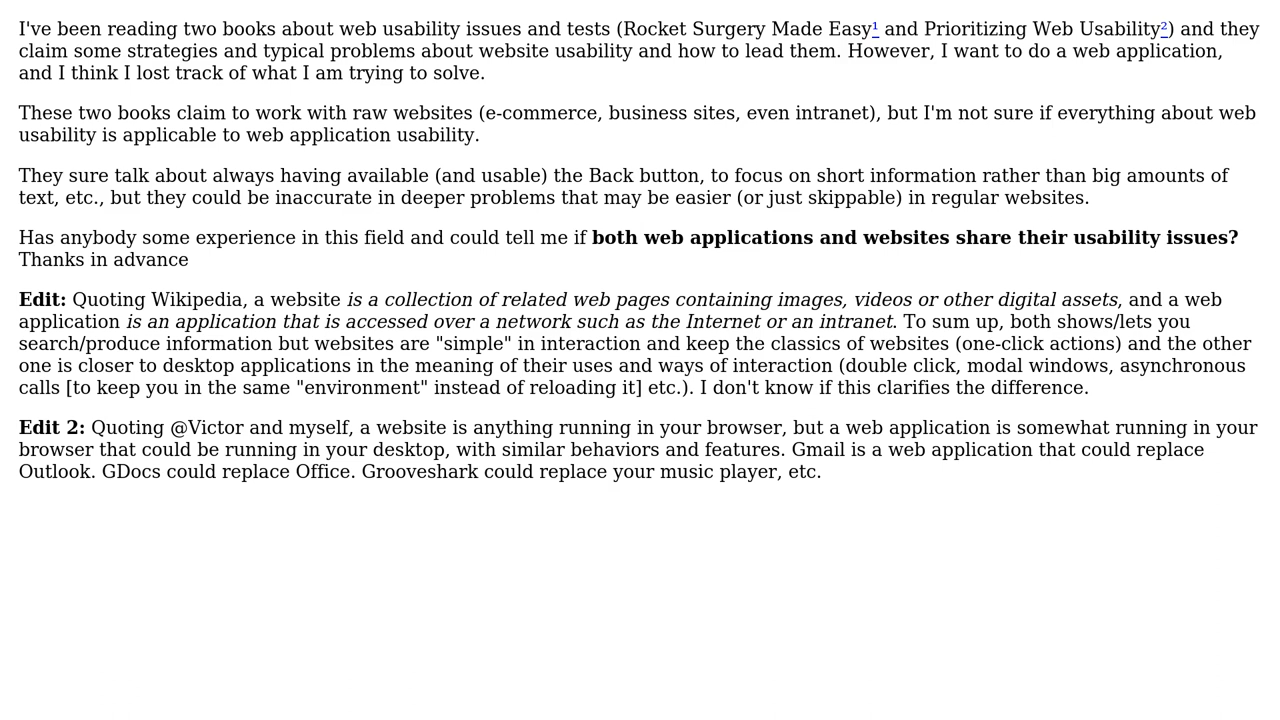 I've been reading two books about web usability issues and tests (Rocket Surgery Made Easy¹ and Prioritizing Web Usability²) and they
claim some strategies and typical problems about website usability and how to lead them. However, I want to do a web application,
and I think I lost track of what I am trying to solve.
These two books claim to work with raw websites (e-commerce, business sites, even intranet), but I'm not sure if everything about web
usability is applicable to web application usability.
They sure talk about always having available (and usable) the Back button, to focus on short information rather than big amounts of
text, etc., but they could be inaccurate in deeper problems that may be easier (or just skippable) in regular websites.
Has anybody some experience in this field and could tell me if both web applications and websites share their usability issues?
Thanks in advance
Edit: Quoting Wikipedia, a website is a collection of related web pages containing images, videos or other digital assets, and a web
application is an application that is accessed over a network such as the Internet or an intranet. To sum up, both shows/lets you
search/produce information but websites are "simple" in interaction and keep the classics of websites (one-click actions) and the other
one is closer to desktop applications in the meaning of their uses and ways of interaction (double click, modal windows, asynchronous
calls [to keep you in the same "environment" instead of reloading it] etc.). I don't know if this clarifies the difference.
Edit 2: Quoting @Victor and myself, a website is anything running in your browser, but a web application is somewhat running in your
browser that could be running in your desktop, with similar behaviors and features. Gmail is a web application that could replace
Outlook. GDocs could replace Office. Grooveshark could replace your music player, etc.